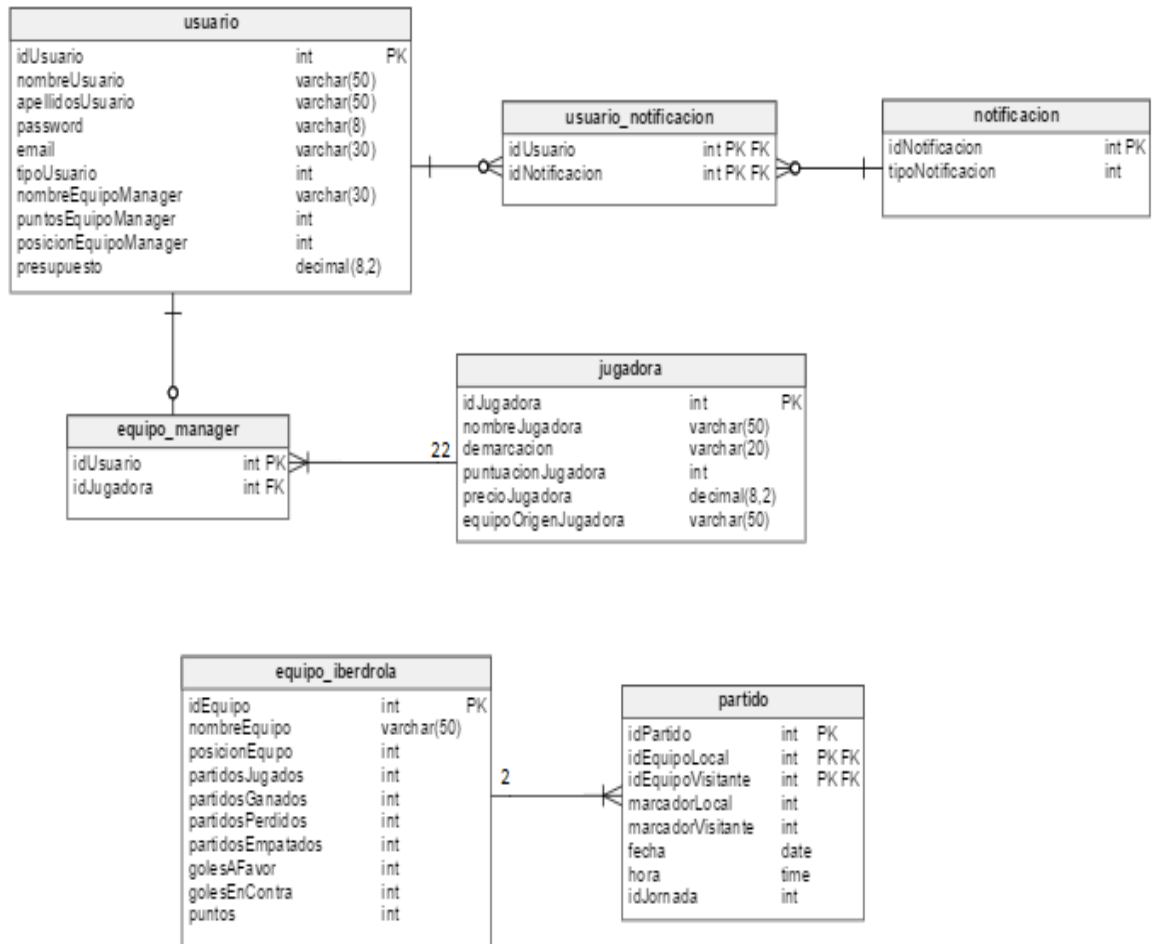 usuario
idUsuario int PK
nombreUsuario varchar(50)
apellidosUsuario varchar(50)
password varchar(8)
email varchar(30)
tipoUsuario int
nombreEquipoManager varchar(30)
puntosEquipoManager int
posicionEquipoManager int
presupuesto decimal(8,2)
usuario_notificacion
idUsuario int PK FK
idNotificacion int PK FK
notificacion
idNotificacion int PK
tipoNotificacion int
equipo_manager
idUsuario int PK
idJugadora int FK
22
jugadora
idJugadora int PK
nombreJugadora varchar(50)
demarcacion varchar(20)
puntuacionJugadora int
precioJugadora decimal(8,2)
equipoOrigenJugadora varchar(50)
equipo_iberdrola
idEquipo int PK
nombreEquipo varchar(50)
posicionEqupo int
partidosJugados int
partidosGanados int
partidosPerdidos int
partidosEmpatados int
golesAFavor int
golesEnContra int
puntos int
2
partido
idPartido int PK
idEquipoLocal int PK FK
idEquipoVisitante int PK FK
marcadorLocal int
marcadorVisitante int
fecha date
hora time
idJornada int